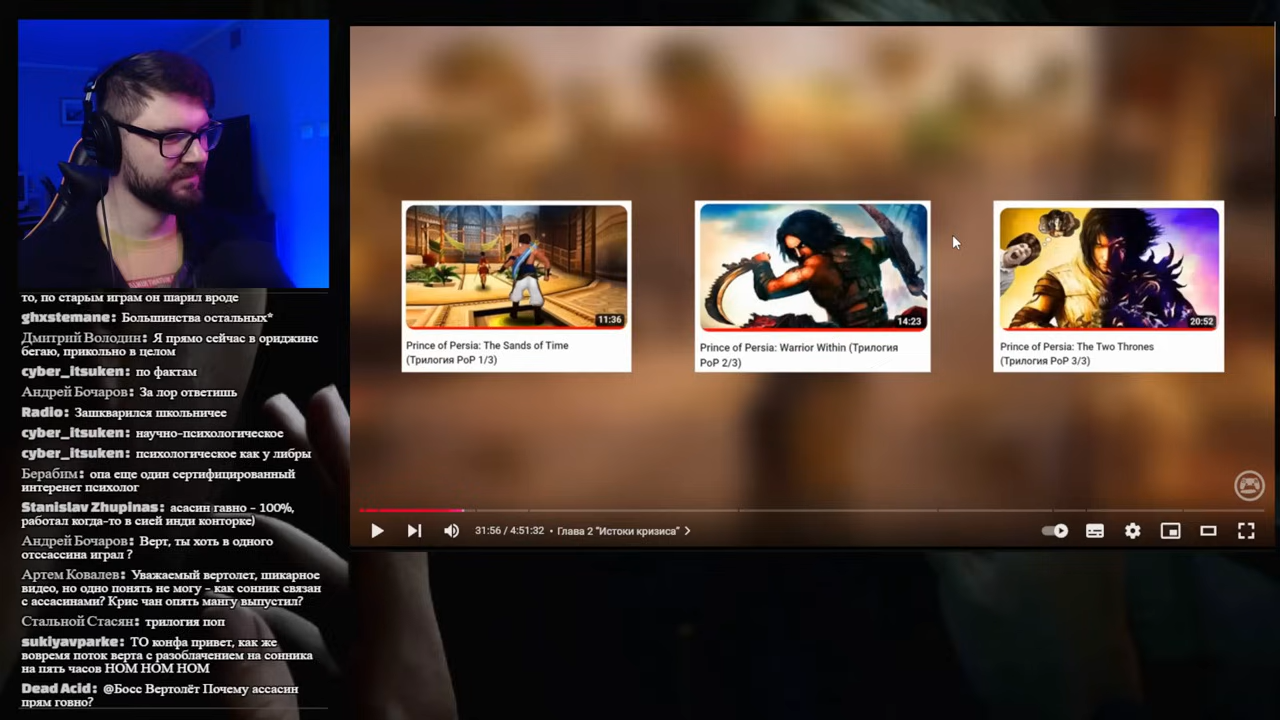 то, по старым играм он шарил вроде
ghxstemane: Большинства остальных*
Дмитрий Володин: Я прямо сейчас в ориджинс
бегаю, прикольно в целом
cyber_itsuken: по фактам
Андрей Бочаров: За лор ответишь
Radio: Зашкварился школьничее
cyber_itsuken: научно-психологическое
cyber_itsuken: психологическое как у либры
Берабим: опа еще один сертифицированный
интеренет психолог
Stanislav Zhupinas: асасин гавно - 100%,
работал когда-то в сией инди конторке)
Андрей Бочаров: Верт, ты хоть в одного
отсcассина играл ?
Артем Ковалев: Уважаемый вертолет, шикарное
видео, но одно понять не могу - как сонник связан
с ассасинами? Крис чан опять мангу выпустил?
Стальной Стасян: трилогия поп
sukiyavparke: ТО конфа привет, как же
вовремя поток верта с разоблачением на сонника
на пять часов НОМ НОМ НОМ
Dead Acid: @Босс Вертолёт Почему ассасин
прям говно?
11:36
Prince of Persia: The Sands of Time
(Трилогия PoP 1/3)
14:23
Prince of Persia: Warrior Within (Трилогия
PoP 2/3)
20:52
Prince of Persia: The Two Thrones
(Трилогия PoP 3/3)
31:56 / 4:51:32 • Глава 2 "Истоки кризиса"